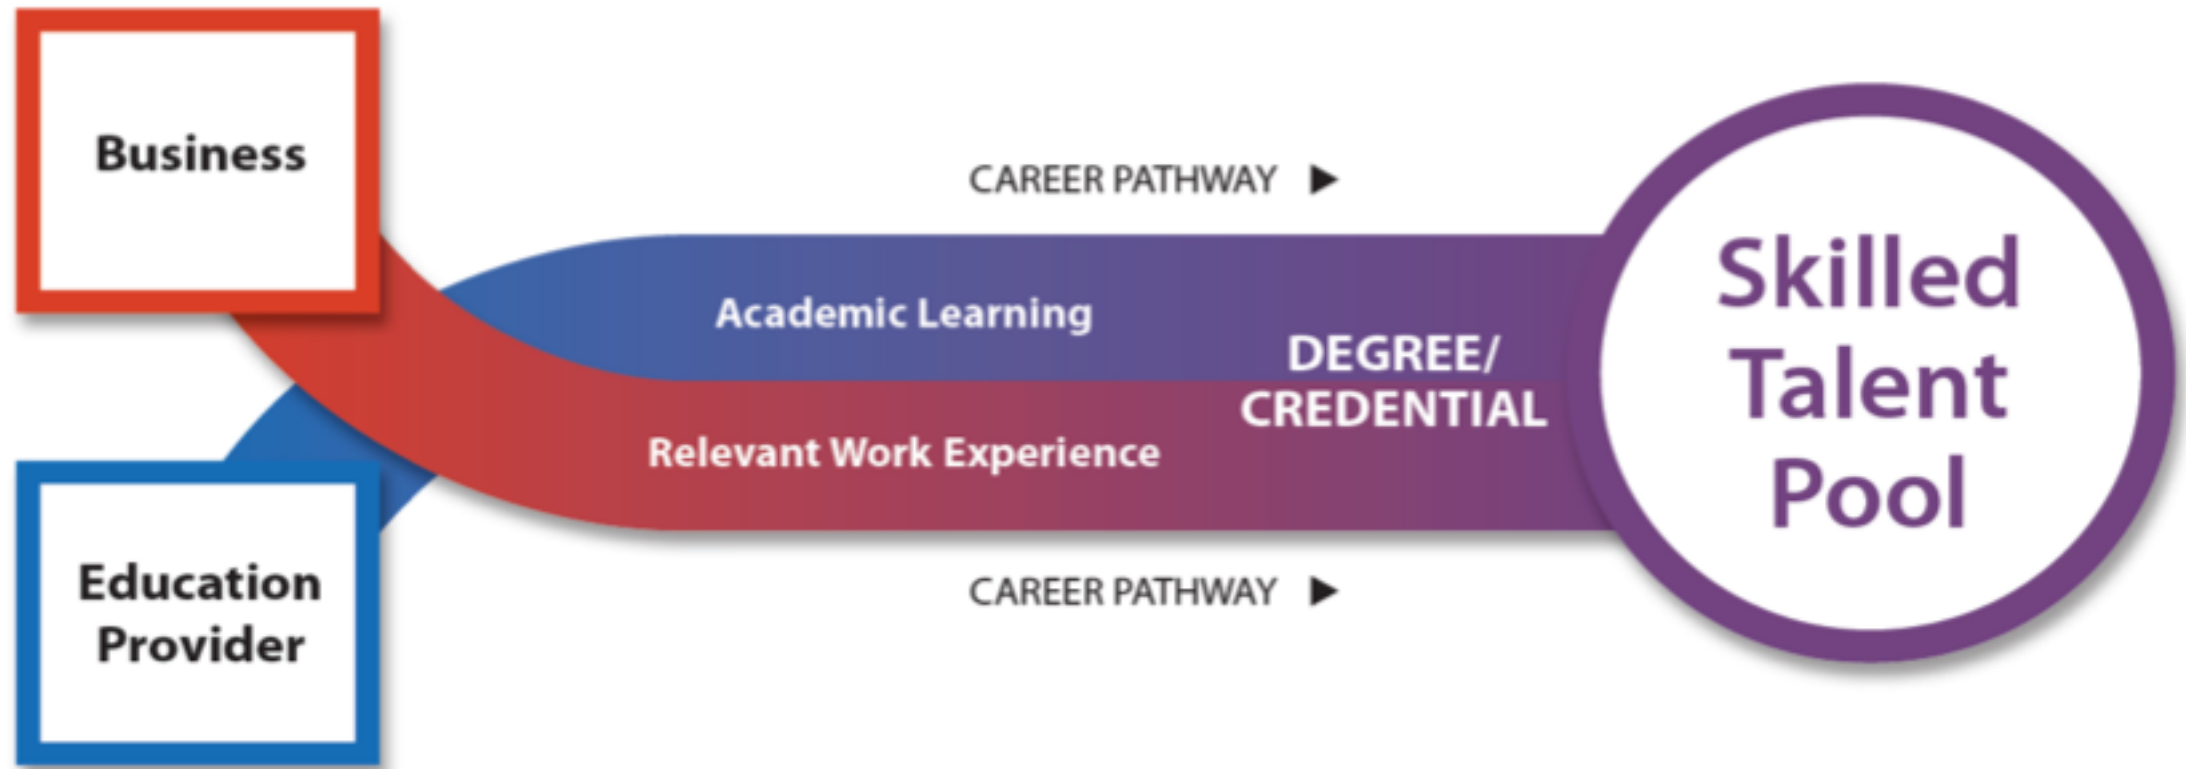 Business
CAREER PATHWAY ▶
Academic Learning
DEGREE/
CREDENTIAL
Relevant Work Experience
CAREER PATHWAY ▶
Education
Provider
Skilled
Talent
Pool